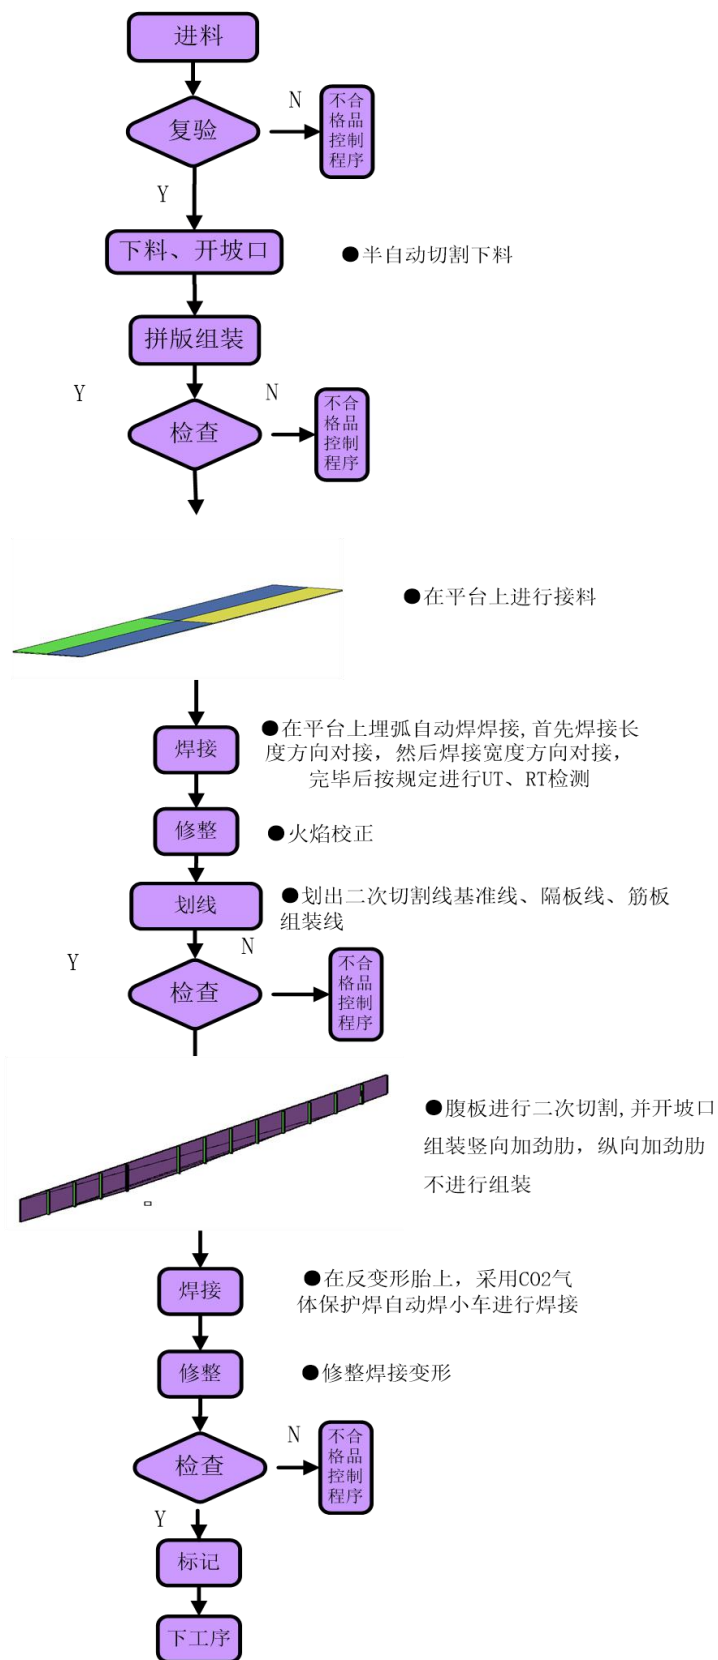 进料
复验
N
不合
格品
控制
程序
Y
下料、开坡口
●半自动切割下料
拼版组装
Y
N
检查
不合
格品
控制
程序
●在平台上进行接料
焊接
●在平台上埋弧自动焊焊接,首先焊接长
度方向对接，然后焊接宽度方向对接，
完毕后按规定进行UT、RT检测
修整
●火焰校正
划线
●划出二次切割线基准线、隔板线、筋板
组装线
Y
N
检查
不合
格品
控制
程序
●腹板进行二次切割,并开坡口
组装竖向加劲肋，纵向加劲肋
不进行组装
焊接
●在反变形胎上，采用CO2气
体保护焊自动焊小车进行焊接
修整
●修整焊接变形
检查
N
不合
格品
控制
程序
Y
标记
下工序